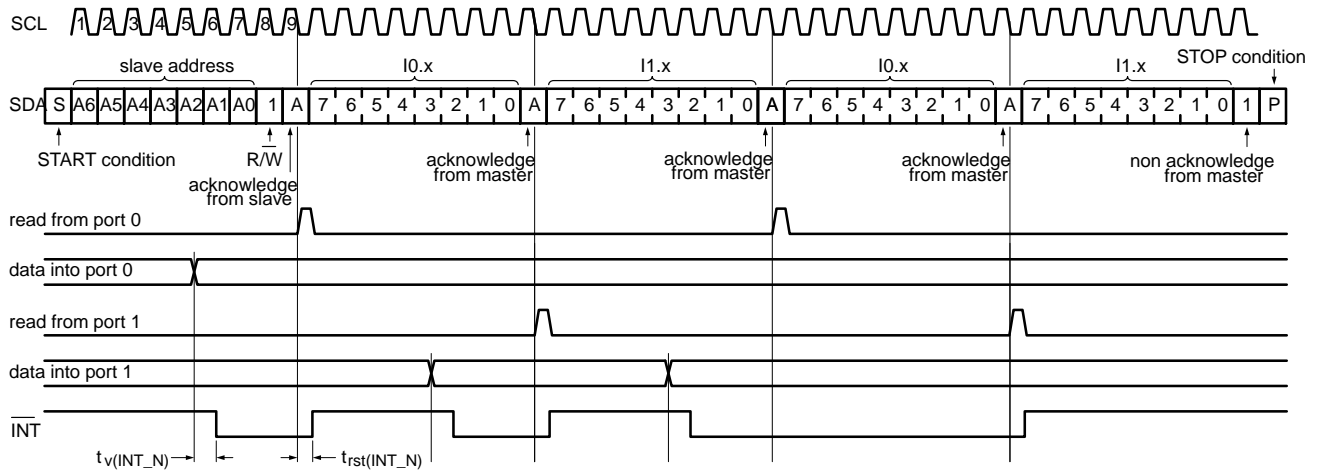 SCL 1 2 3 4 5 6 7 8 9
slave address I0.x I1.x I0.x I1.x STOP condition
SDA S A6 A5 A4 A3 A2 A1 A0 1 A 7 6 5 4 3 2 1 0 A 7 6 5 4 3 2 1 0 A 7 6 5 4 3 2 1 0 A 7 6 5 4 3 2 1 0 1 P
START condition
R/W
acknowledge
from slave
acknowledge
from master
acknowledge
from master
acknowledge
from master
non acknowledge
from master
read from port 0
data into port 0
read from port 1
data into port 1
INT
tv(INT_N)
trst(INT_N)